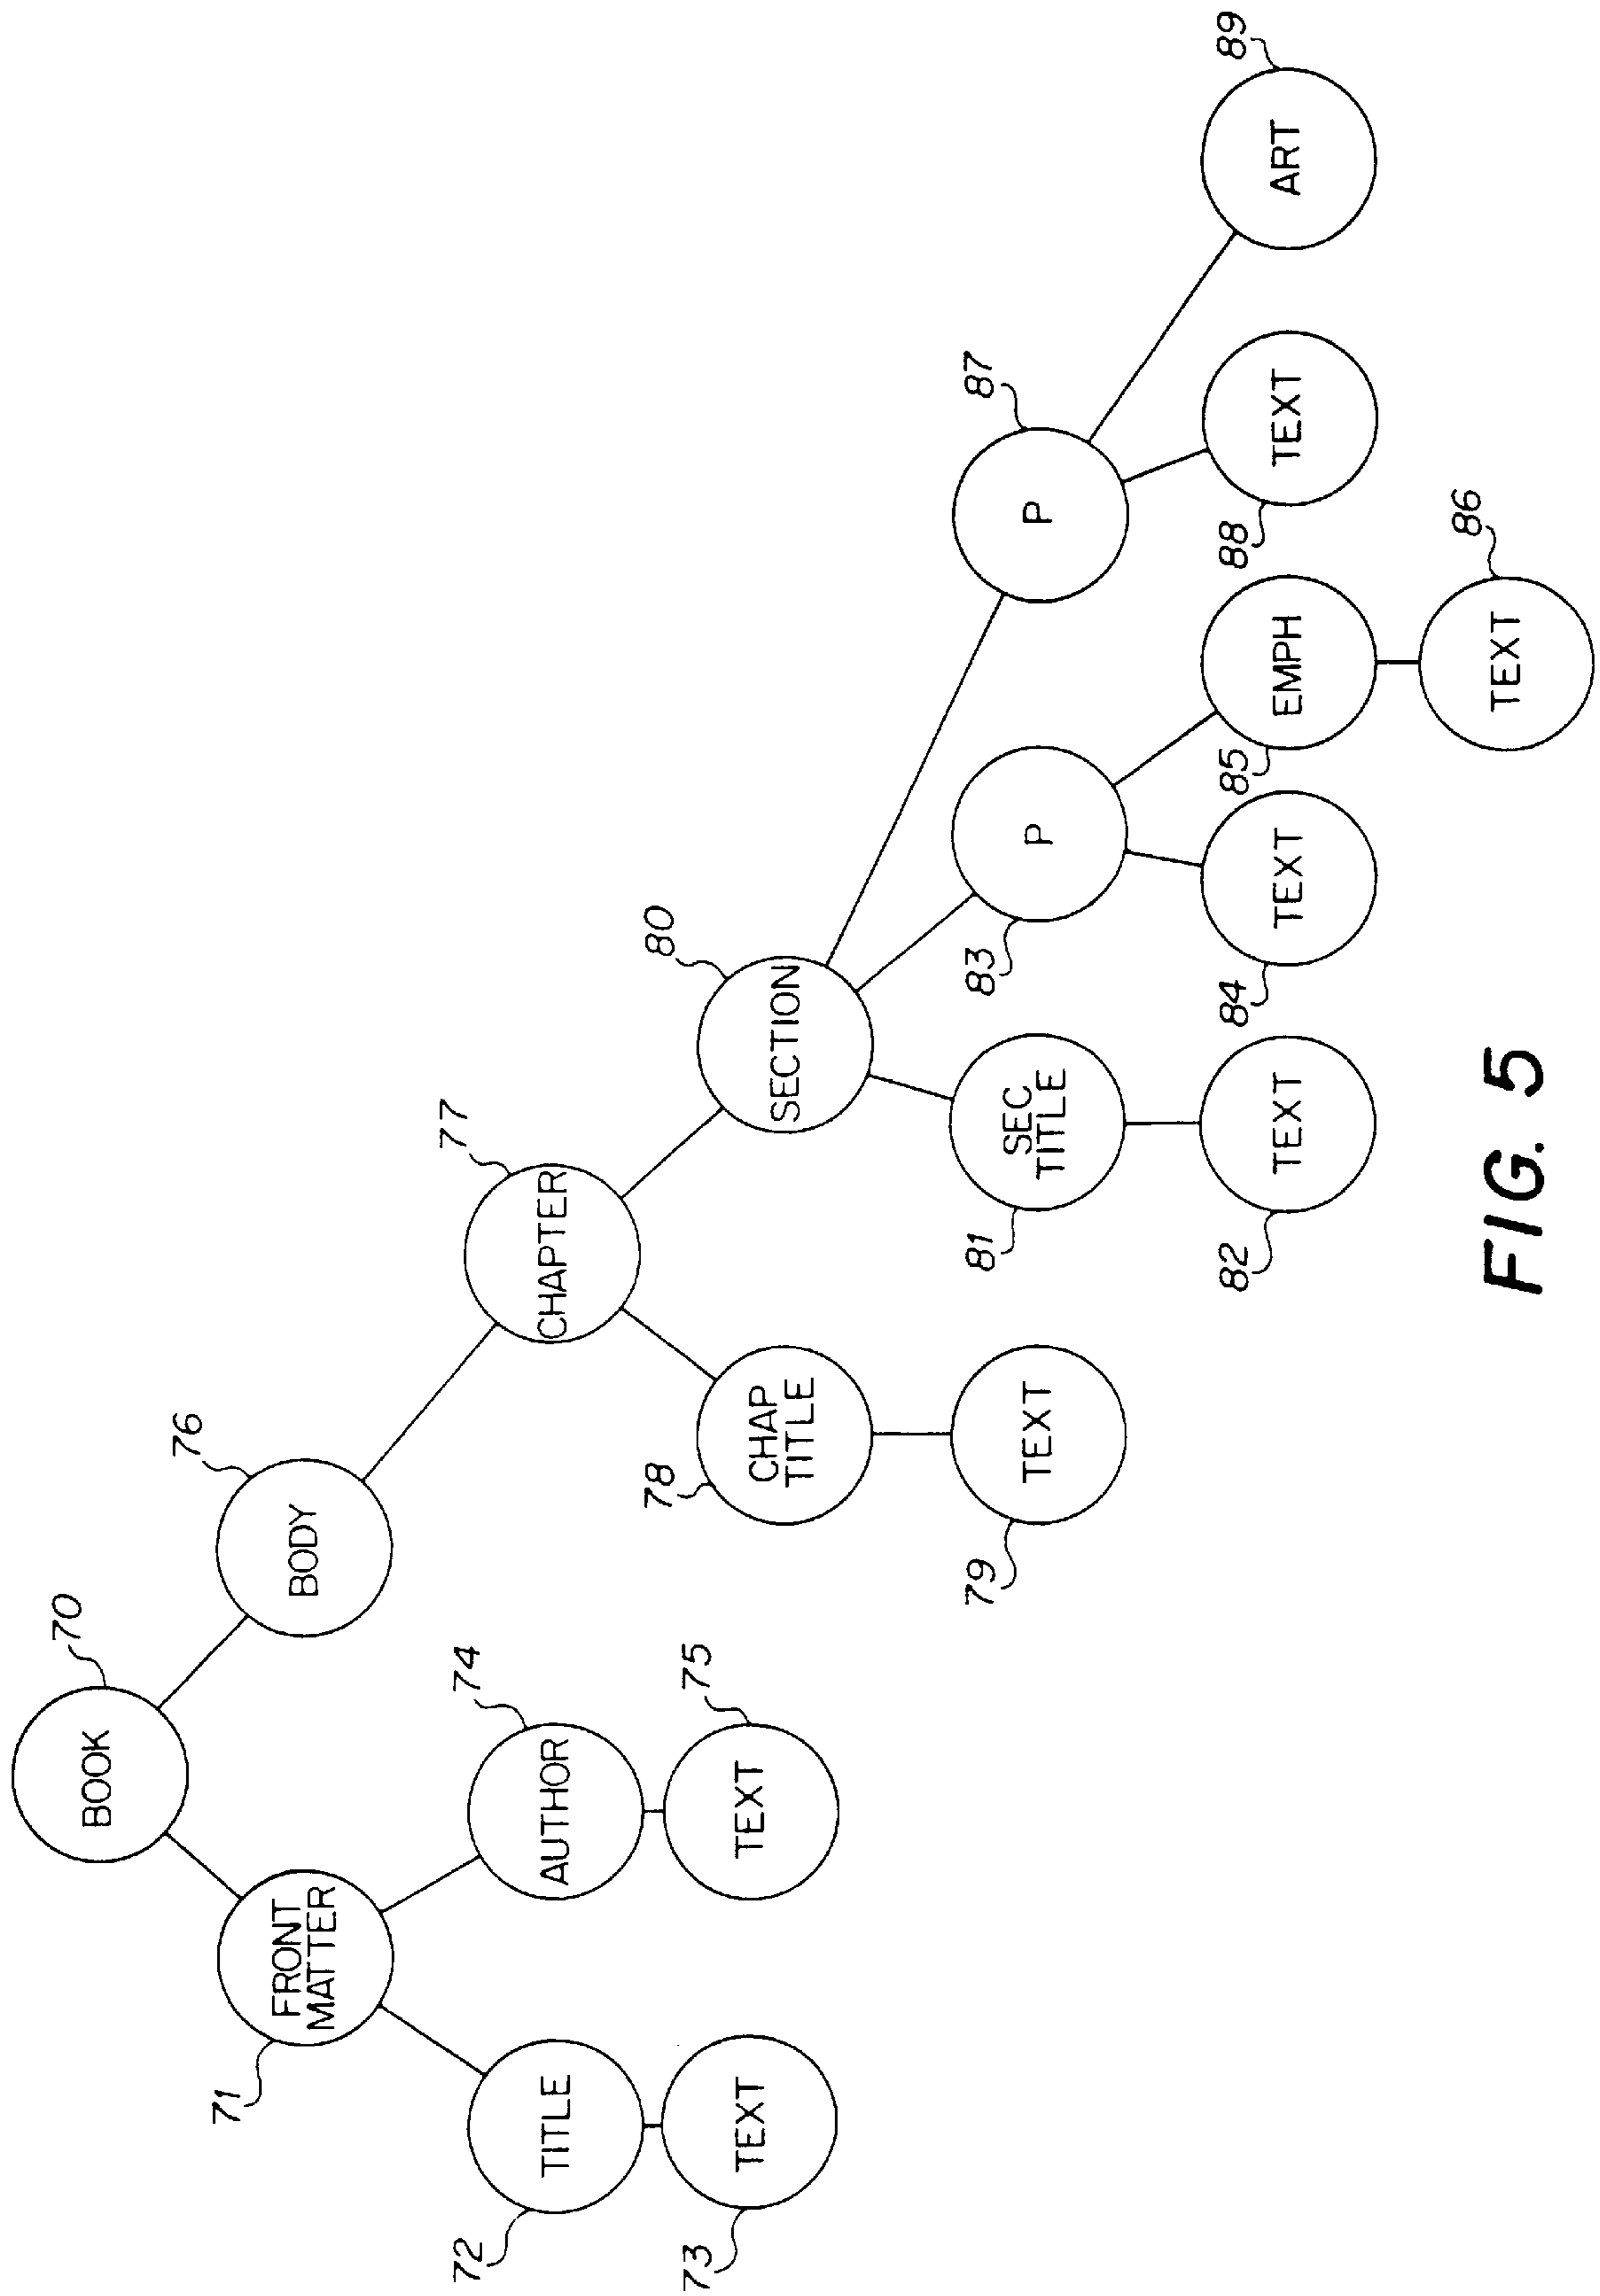 70
BOOK
71
FRONT
MATTER
76
BODY
72
TITLE
74
AUTHOR
77
CHAPTER
73
TEXT
75
TEXT
78
CHAP
TITLE
80
SECTION
79
TEXT
81
SEC
TITLE
83
P
87
P
82
TEXT
84
TEXT
85
EMPH
88
TEXT
89
ART
86
TEXT
FIG. 5